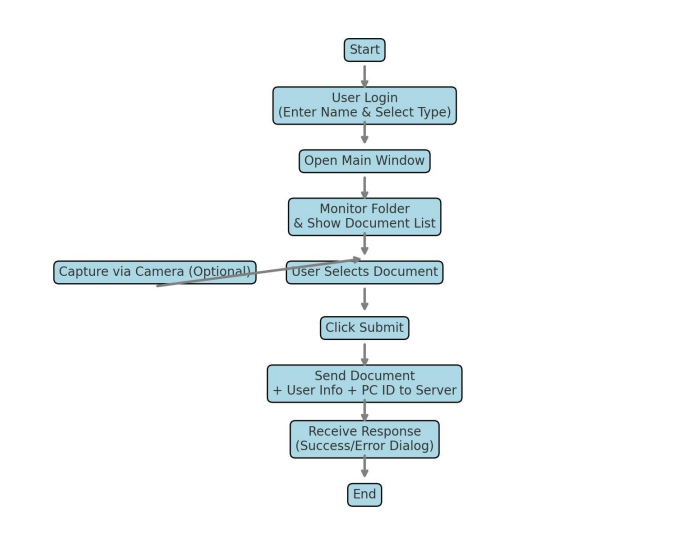 Start
User Login
(Enter Name & Select Type)
Open Main Window
Monitor Folder
& Show Document List
Capture via Camera (Optional)
User Selects Document
Click Submit
Send Document
+ User Info + PC ID to Server
Receive Response
(Success/Error Dialog)
End